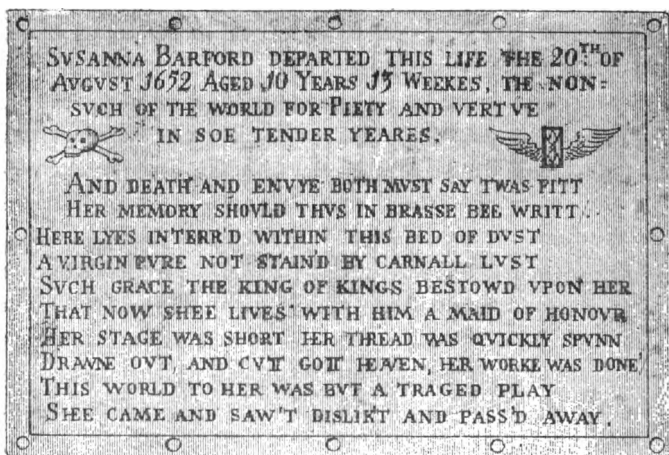 SVSANNA BARFORD DEPARTED THIS LIFE THE 20TH OF
AVGVST 1652 AGED 10 YEARS 13 WEEKES, THE NON=
SVCH OF THE WORLD FOR PIETY AND VERTVE
IN SOE TENDER YEARES.
AND DEATH AND ENVYE BOTH MVST SAY TWAS FITT
HER MEMORY SHOVLD THVS IN BRASSE BEE WRITT.
HERE LYES INTERR'D WITHIN THIS BED OF DVST
A VIRGIN PVRE NOT STAIN'D BY CARNALL LVST
SVCH GRACE THE KING OF KINGS BESTOWD VPON HER
THAT NOW SHEE LIVES WITH HIM A MAID OF HONOVR
HER STAGE WAS SHORT HER THREAD WAS QVICKLY SPVNN
DRAWNE OVT, AND CVTT GOTT HEAVEN, HER WORKE WAS DONE
THIS WORLD TO HER WAS BVT A TRAGED PLAY
SHEE CAME AND SAW'T DISLIK'T AND PASS'D AWAY.